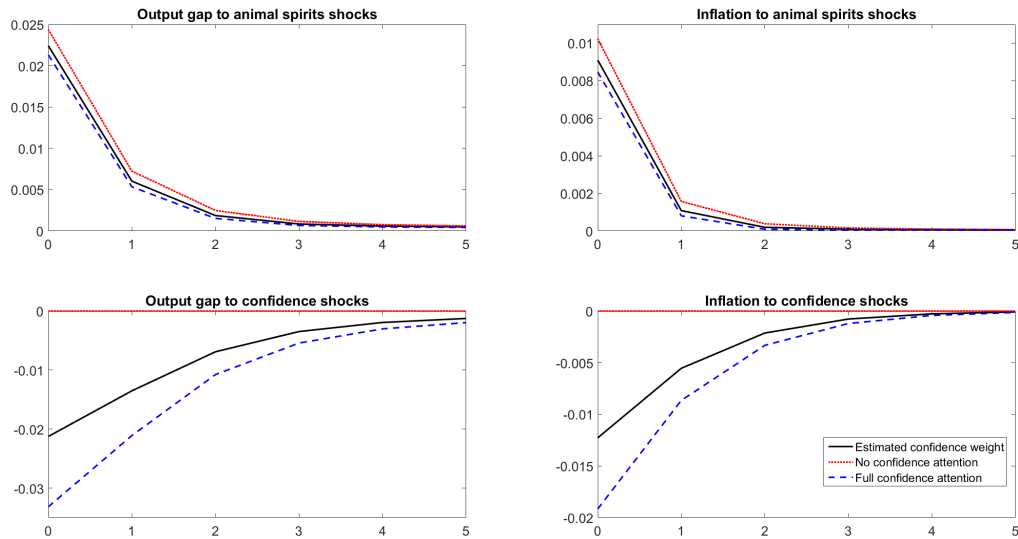 Output gap to animal spirits shocks
0.025
0.02
0.015
0.01
0.005
0
0 1 2 3 4 5
Inflation to animal spirits shocks
0.01
0.008
0.006
0.004
0.002
0
0 1 2 3 4 5
Output gap to confidence shocks
0
-0.01
-0.02
-0.03
0 1 2 3 4 5
Inflation to confidence shocks
0
-0.005
-0.01
-0.015
-0.02
Estimated confidence weight
No confidence attention
Full confidence attention
0 1 2 3 4 5